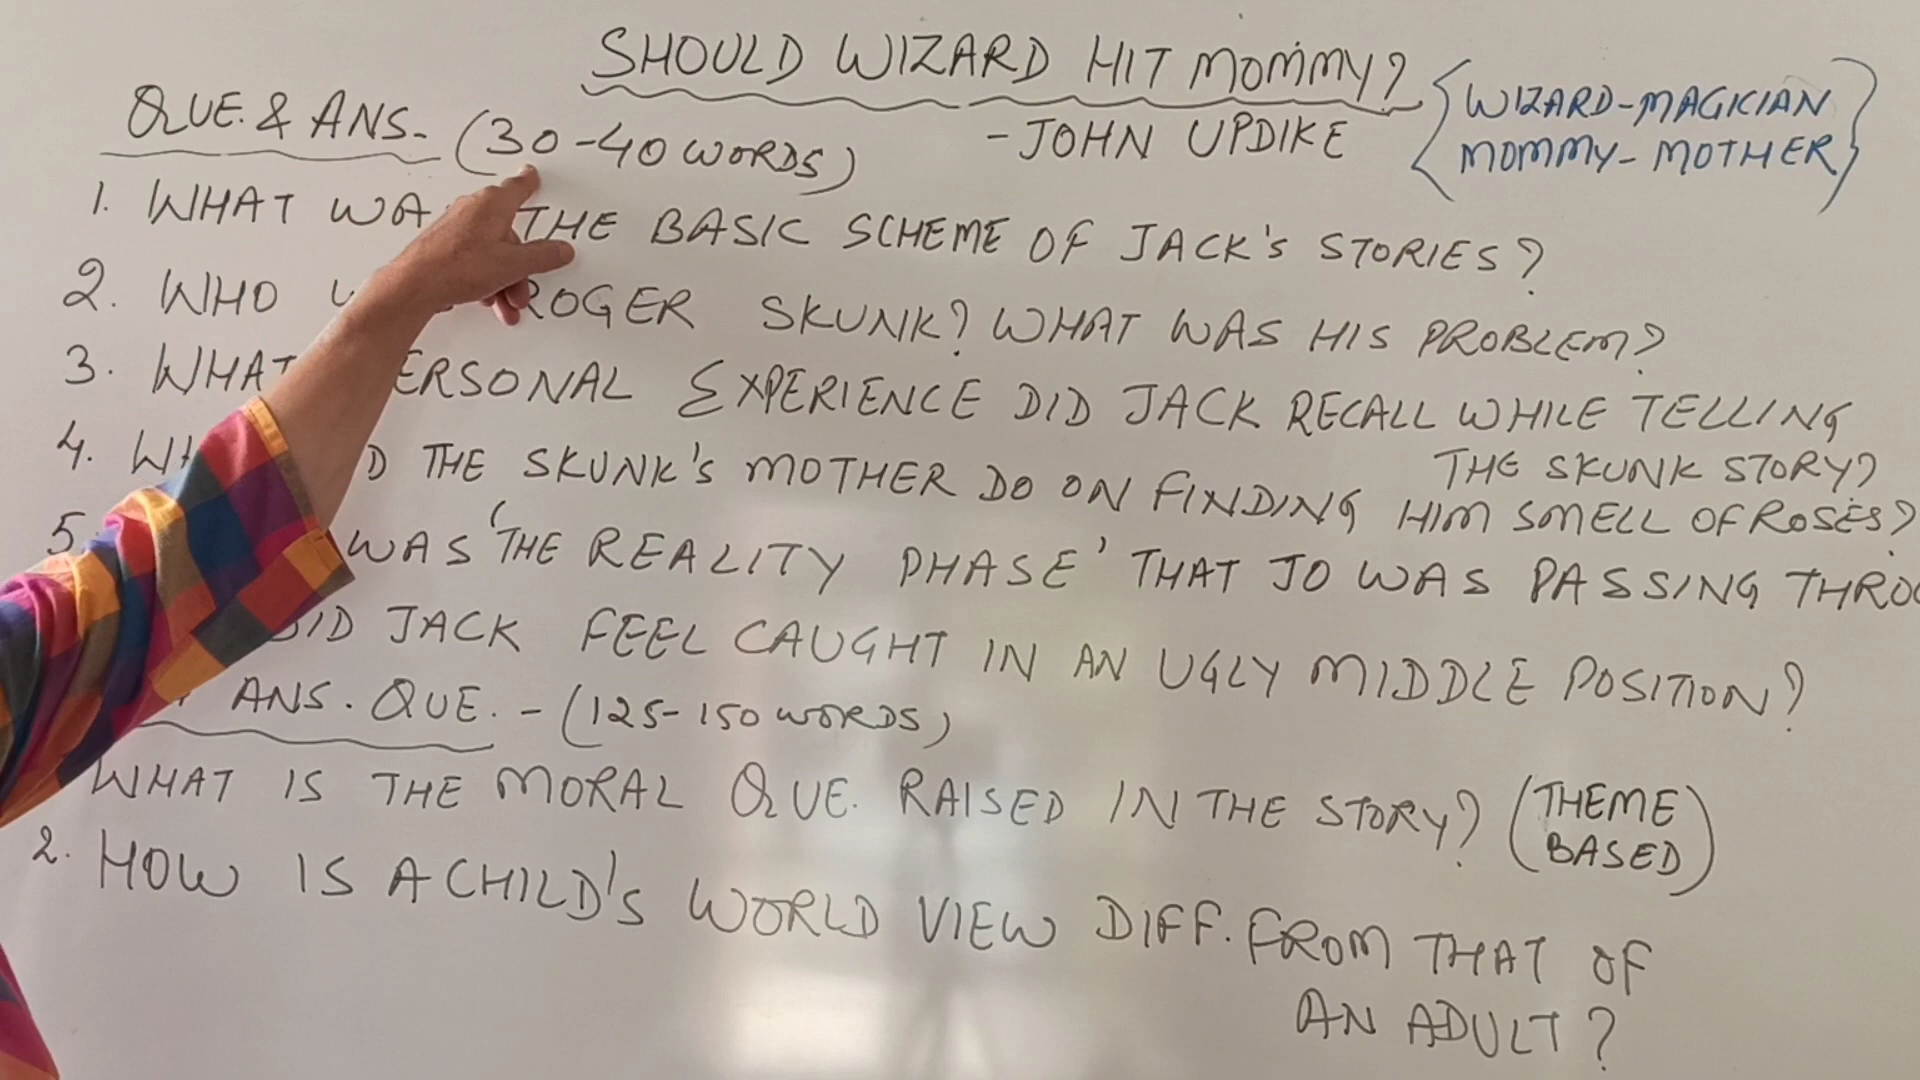 SHOULD WIZARD HIT MOMMY?
- JOHN UPDIKE
{WIZARD-MAGICIAN
MOMMY-MOTHER}
QUE. & ANS. (30-40 WORDS)
1. WHAT THE BASIC SCHEME OF JACK'S STORIES?
2. WHO ROGER SKUNK? WHAT WAS HIS PROBLEM?
3. WHAT PERSONAL EXPERIENCE DID JACK RECALL WHILE TELLING
THE SKUNK STORY?
4. THE SKUNK'S MOTHER DO ON FINDING HIM SMELL OF ROSES?
5. WAS 'THE REALITY PHASE' THAT JO WAS PASSING
DID JACK FEEL CAUGHT IN AN UGLY MIDDLE POSITION?
ANS. QUE. - (125-150 WORDS)
WHAT IS THE MORAL QUE. RAISED IN THE STORY? (THEME
BASED)
2. HOW IS A CHILD'S WORLD VIEW DIFF. FROM THAT OF
AN ADULT?